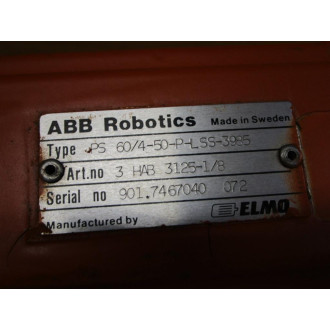 ABB Robotics Made in Sweden
Type PS 60/4-50-P-LSS-3985
Art.no 3 HAB 3125-1/8
Serial no 901.7467040 072
Manufactured by ELMO